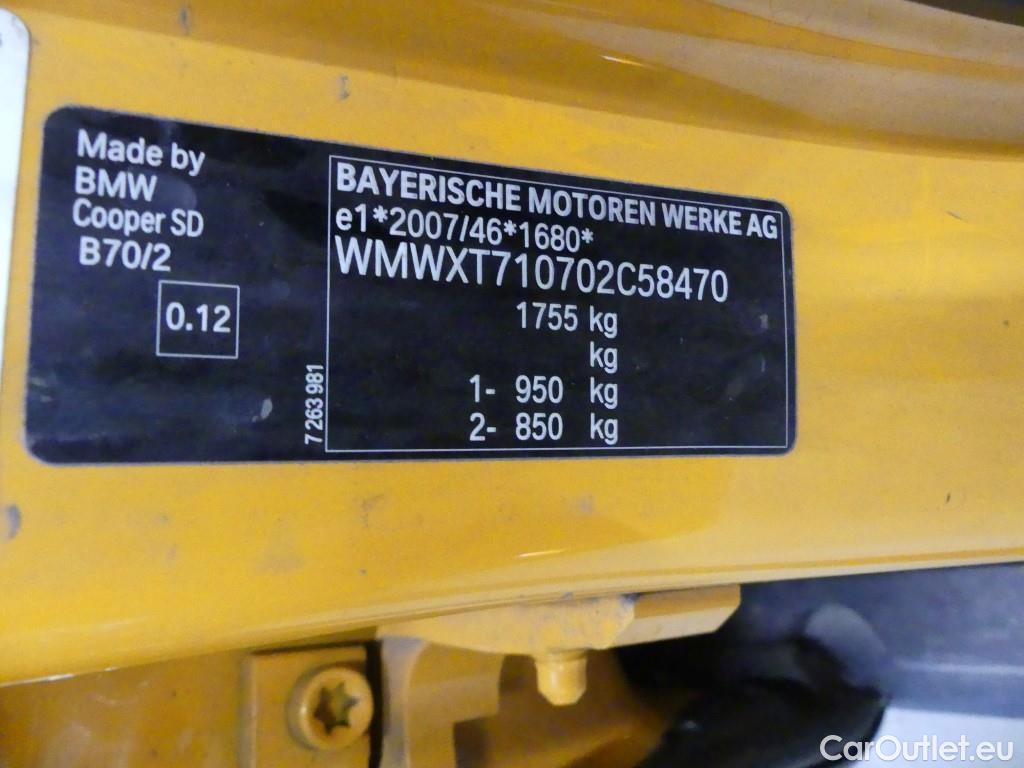 Made by
BMW
Cooper SD
B70/2
0.12
7 263 981
BAYERISCHE MOTOREN WERKE AG
e1*2007/46*1680*
WMWXT710702C58470
1755 kg
kg
1- 950 kg
2- 850 kg
CarOutlet.eu